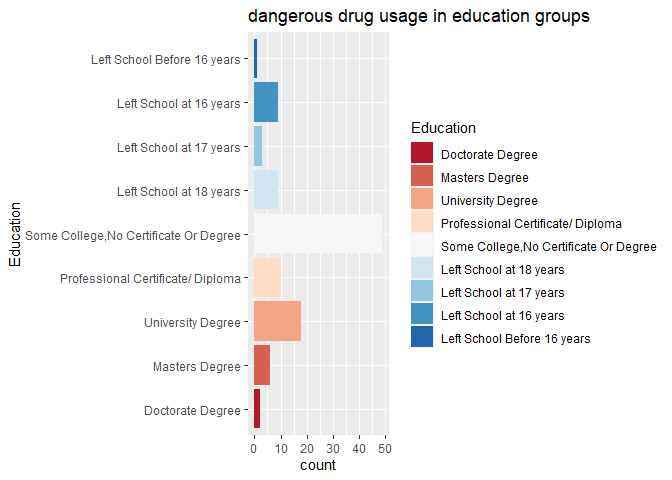 dangerous drug usage in education groups
Education
Left School Before 16 years
Left School at 16 years
Left School at 17 years
Left School at 18 years
Some College,No Certificate Or Degree
Professional Certificate/ Diploma
University Degree
Masters Degree
Doctorate Degree
0 10 20 30 40 50
count
Education
Doctorate Degree
Masters Degree
University Degree
Professional Certificate/ Diploma
Some College,No Certificate Or Degree
Left School at 18 years
Left School at 17 years
Left School at 16 years
Left School Before 16 years